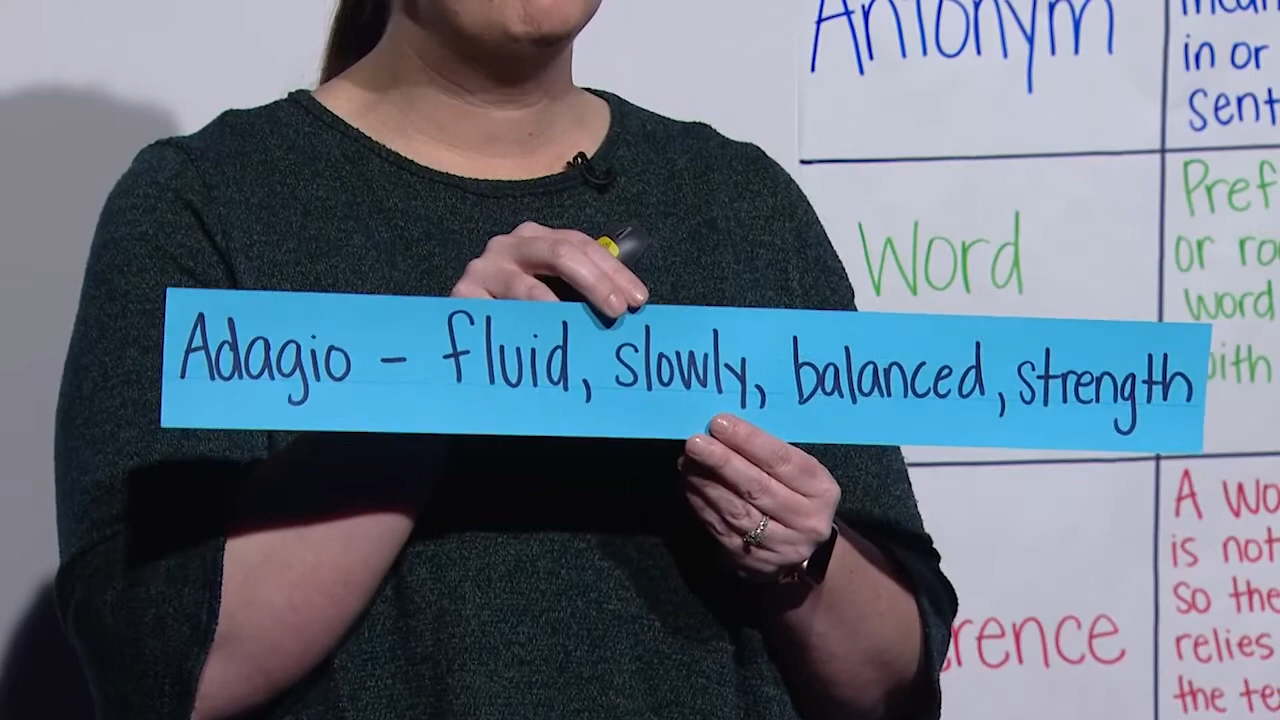 Antonym
in or
sent
Adagio - fluid, slowly, balanced, strength
Word
Pref
or ro
word
with
A wo
is not
so the
relies
the te